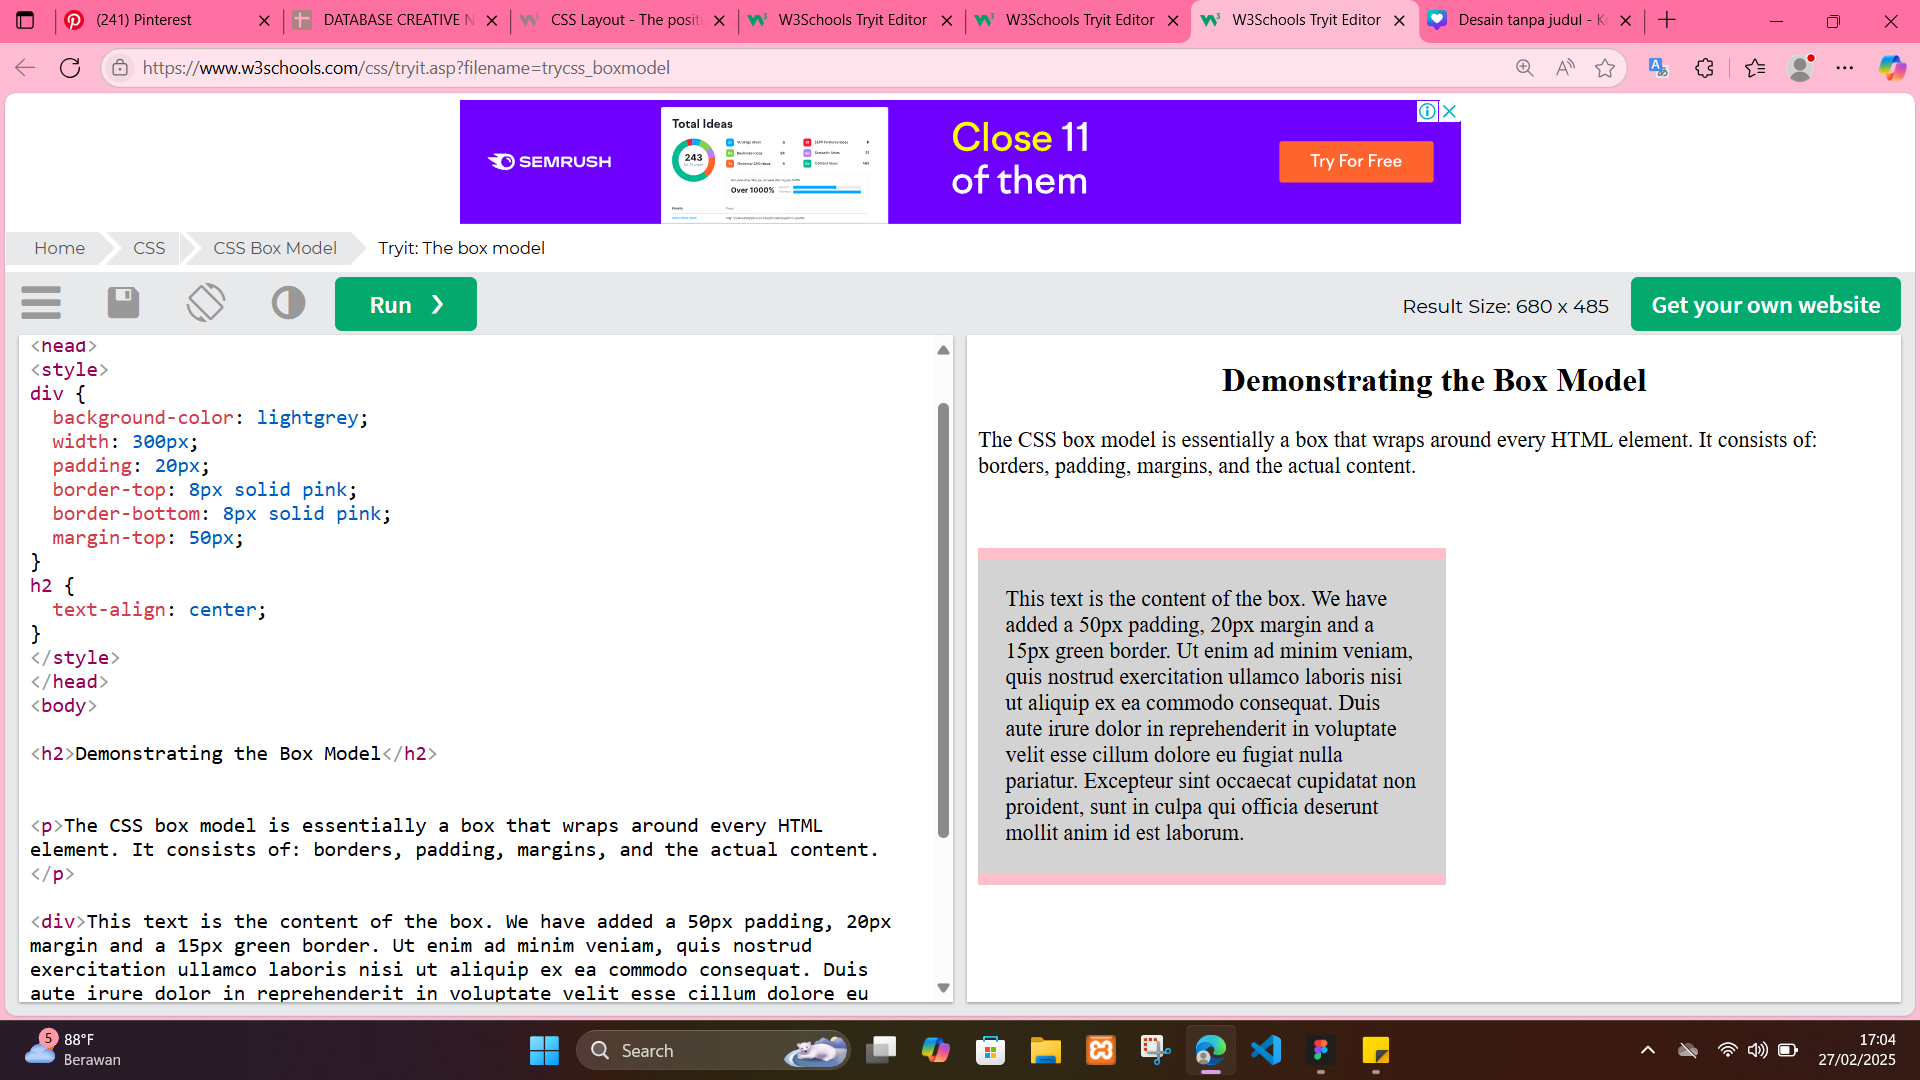 (241) Pinterest
DATABASE CREATIVE N
CSS Layout - The posit
W3Schools Tryit Editor
W3Schools Tryit Editor
W3Schools Tryit Editor
Desain tanpa judul - Ko
https://www.w3schools.com/css/tryit.asp?filename=trycss_boxmodel
SEMRUSH
Total Ideas
243
Over 1000%
Close 11
of them
Try For Free
Home
CSS
CSS Box Model
Tryit: The box model
Run ❯
Result Size: 680 x 485
Get your own website
<head>
<style>
div {
  background-color: lightgrey;
  width: 300px;
  padding: 20px;
  border-top: 8px solid pink;
  border-bottom: 8px solid pink;
  margin-top: 50px;
}
h2 {
  text-align: center;
}
</style>
</head>
<body>
<h2>Demonstrating the Box Model</h2>
<p>The CSS box model is essentially a box that wraps around every HTML
element. It consists of: borders, padding, margins, and the actual content.
</p>
<div>This text is the content of the box. We have added a 50px padding, 20px
margin and a 15px green border. Ut enim ad minim veniam, quis nostrud
exercitation ullamco laboris nisi ut aliquip ex ea commodo consequat. Duis
aute irure dolor in reprehenderit in voluptate velit esse cillum dolore eu
Demonstrating the Box Model
The CSS box model is essentially a box that wraps around every HTML element. It consists of:
borders, padding, margins, and the actual content.
This text is the content of the box. We have
added a 50px padding, 20px margin and a
15px green border. Ut enim ad minim veniam,
quis nostrud exercitation ullamco laboris nisi
ut aliquip ex ea commodo consequat. Duis
aute irure dolor in reprehenderit in voluptate
velit esse cillum dolore eu fugiat nulla
pariatur. Excepteur sint occaecat cupidatat non
proident, sunt in culpa qui officia deserunt
mollit anim id est laborum.
5
88°F
Berawan
Search
17:04
27/02/2025